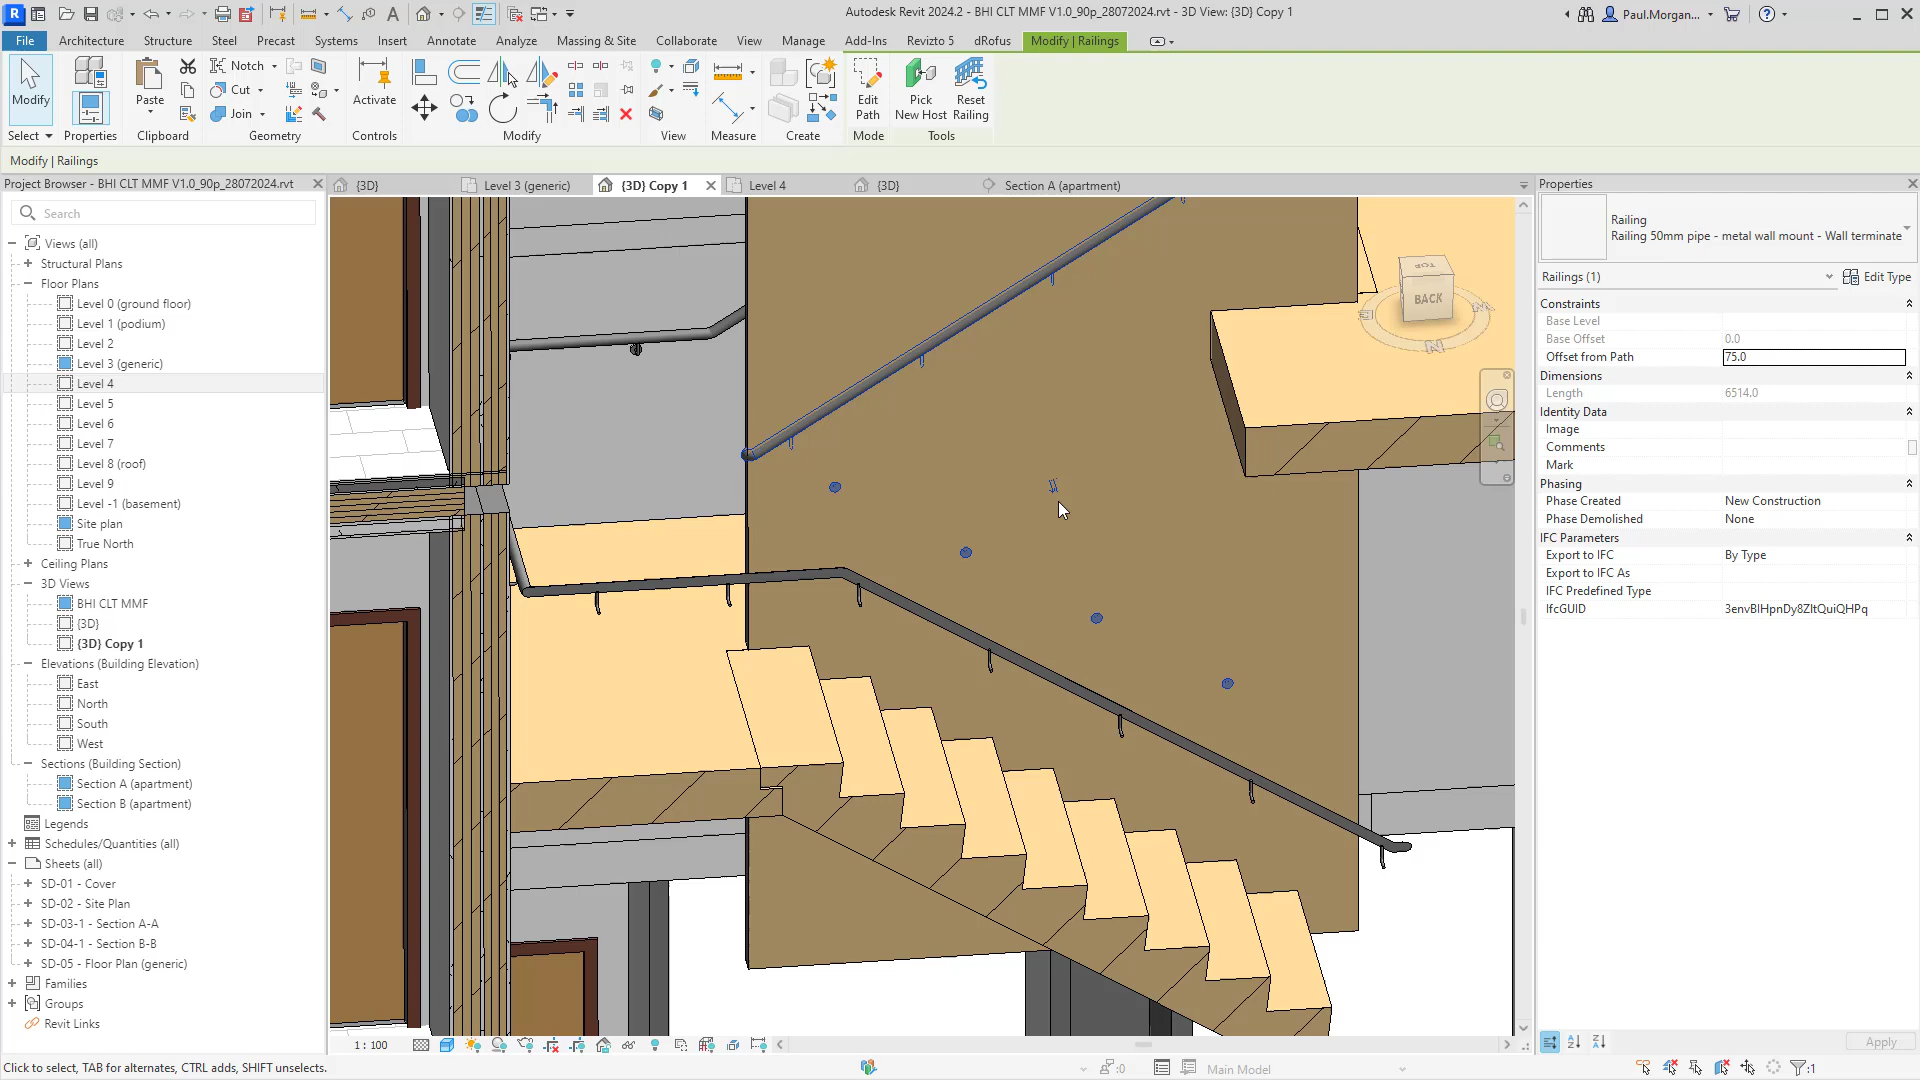 Autodesk Revit 2024.2 - BHI CLT MMF V1.0_90p_28072024.rvt - 3D View: {3D} Copy 1
Paul.Morgan...
File Architecture Structure Steel Precast Systems Insert Annotate Analyze Massing & Site Collaborate View Manage Add-Ins Revizto 5 dRofus Modify | Railings
Modify
Select
Properties
Paste
Clipboard
Notch
Cut
Join
Geometry
Activate
Controls
Modify
View
Measure
Create
Edit
Path
Mode
Pick
New Host
Reset
Railing
Tools
Modify | Railings
Project Browser - BHI CLT MMF V1.0_90p_28072024.rvt
Search
Views (all)
Structural Plans
Floor Plans
Level 0 (ground floor)
Level 1 (podium)
Level 2
Level 3 (generic)
Level 4
Level 5
Level 6
Level 7
Level 8 (roof)
Level 9
Level -1 (basement)
Site plan
True North
Ceiling Plans
3D Views
BHI CLT MMF
{3D}
{3D} Copy 1
Elevations (Building Elevation)
East
North
South
West
Sections (Building Section)
Section A (apartment)
Section B (apartment)
Legends
Schedules/Quantities (all)
Sheets (all)
SD-01 - Cover
SD-02 - Site Plan
SD-03-1 - Section A-A
SD-04-1 - Section B-B
SD-05 - Floor Plan (generic)
Families
Groups
Revit Links
{3D} Level 3 (generic) {3D} Copy 1 Level 4 {3D} Section A (apartment)
TOP
BACK
N
1 : 100
Properties
Railing
Railing 50mm pipe - metal wall mount - Wall terminate
Railings (1) Edit Type
Constraints
Base Level
Base Offset 0.0
Offset from Path 75.0
Dimensions
Length 6514.0
Identity Data
Image
Comments
Mark
Phasing
Phase Created New Construction
Phase Demolished None
IFC Parameters
Export to IFC By Type
Export to IFC As
IFC Predefined Type
IfcGUID 3envBlHpnDy8ZltQuiQHPq
Apply
Click to select, TAB for alternates, CTRL adds, SHIFT unselects.
:0
Main Model
:1